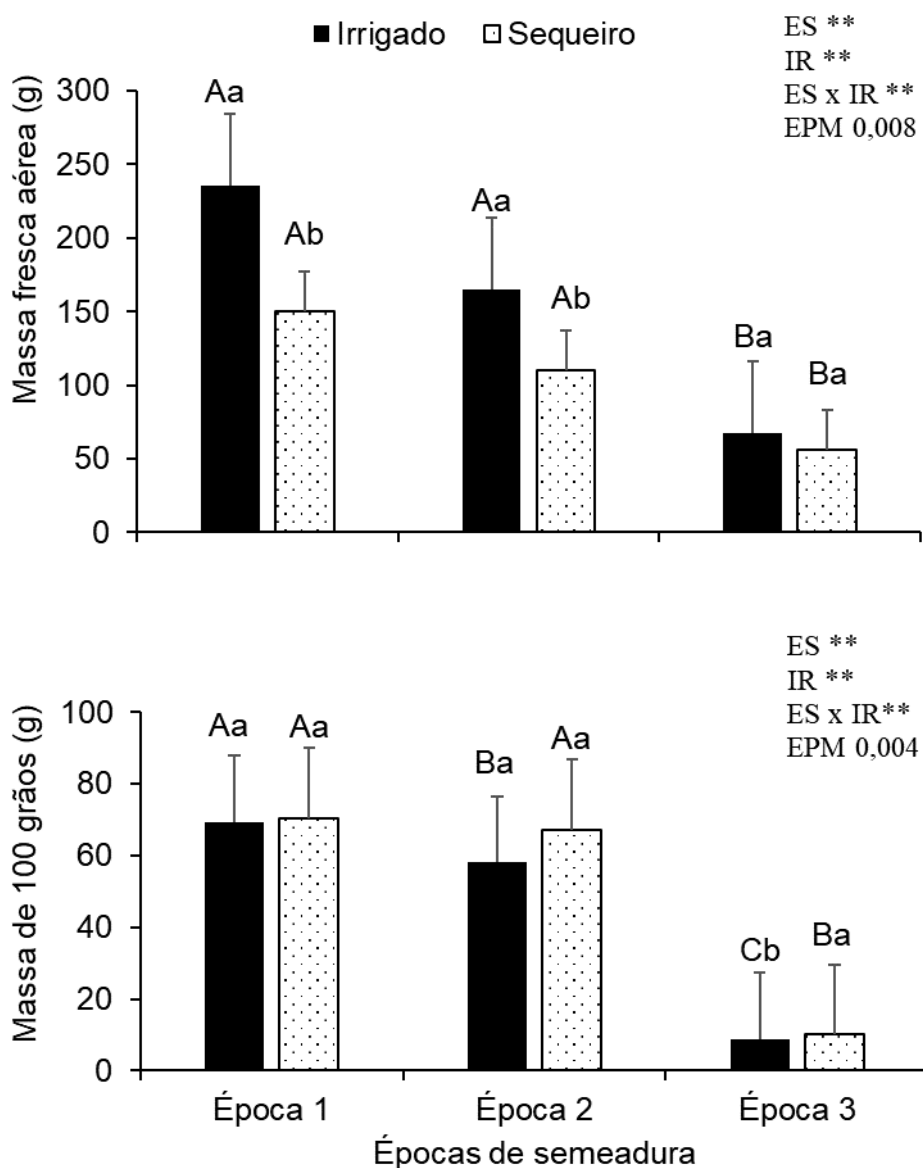 Irrigado Sequeiro
ES **
IR **
ES x IR **
EPM 0,008
Massa fresca aérea (g)
300
250
200
150
100
50
0
Aa
Ab
Aa
Ab
Ba
Ba
ES **
IR **
ES x IR**
EPM 0,004
Massa de 100 grãos (g)
100
80
60
40
20
0
Aa
Aa
Ba
Aa
Cb
Ba
Época 1 Época 2 Época 3
Épocas de semeadura